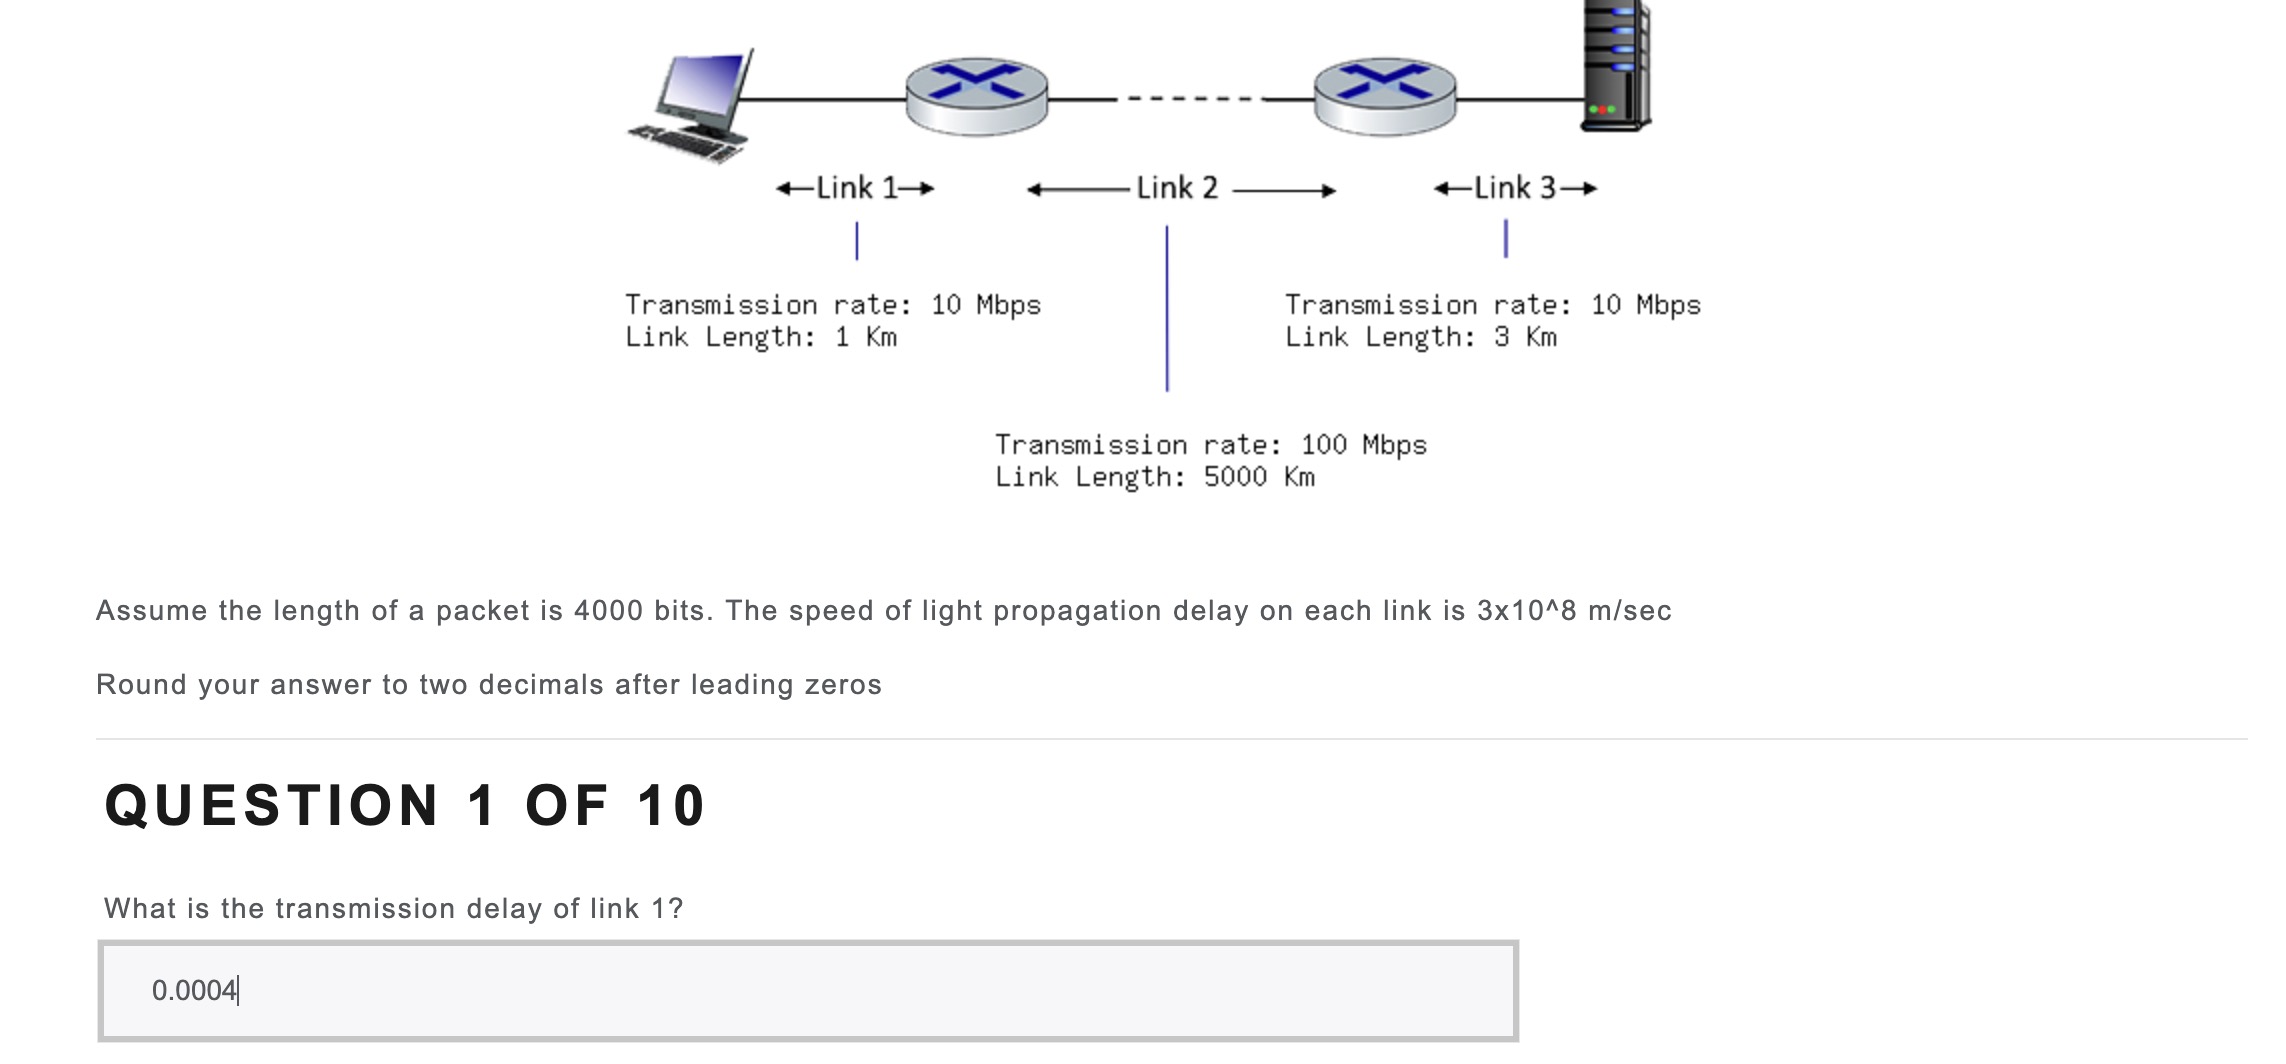 Link 1 Link 2 Link 3
Transmission rate: 10 Mbps Transmission rate: 10 Mbps
Link Length: 1 Km Link Length: 3 Km
Transmission rate: 100 Mbps
Link Length: 5000 Km
Assume the length of a packet is 4000 bits. The speed of light propagation delay on each link is 3x10^8 m/sec
Round your answer to two decimals after leading zeros
QUESTION 1 OF 10
What is the transmission delay of link 1?
0.0004